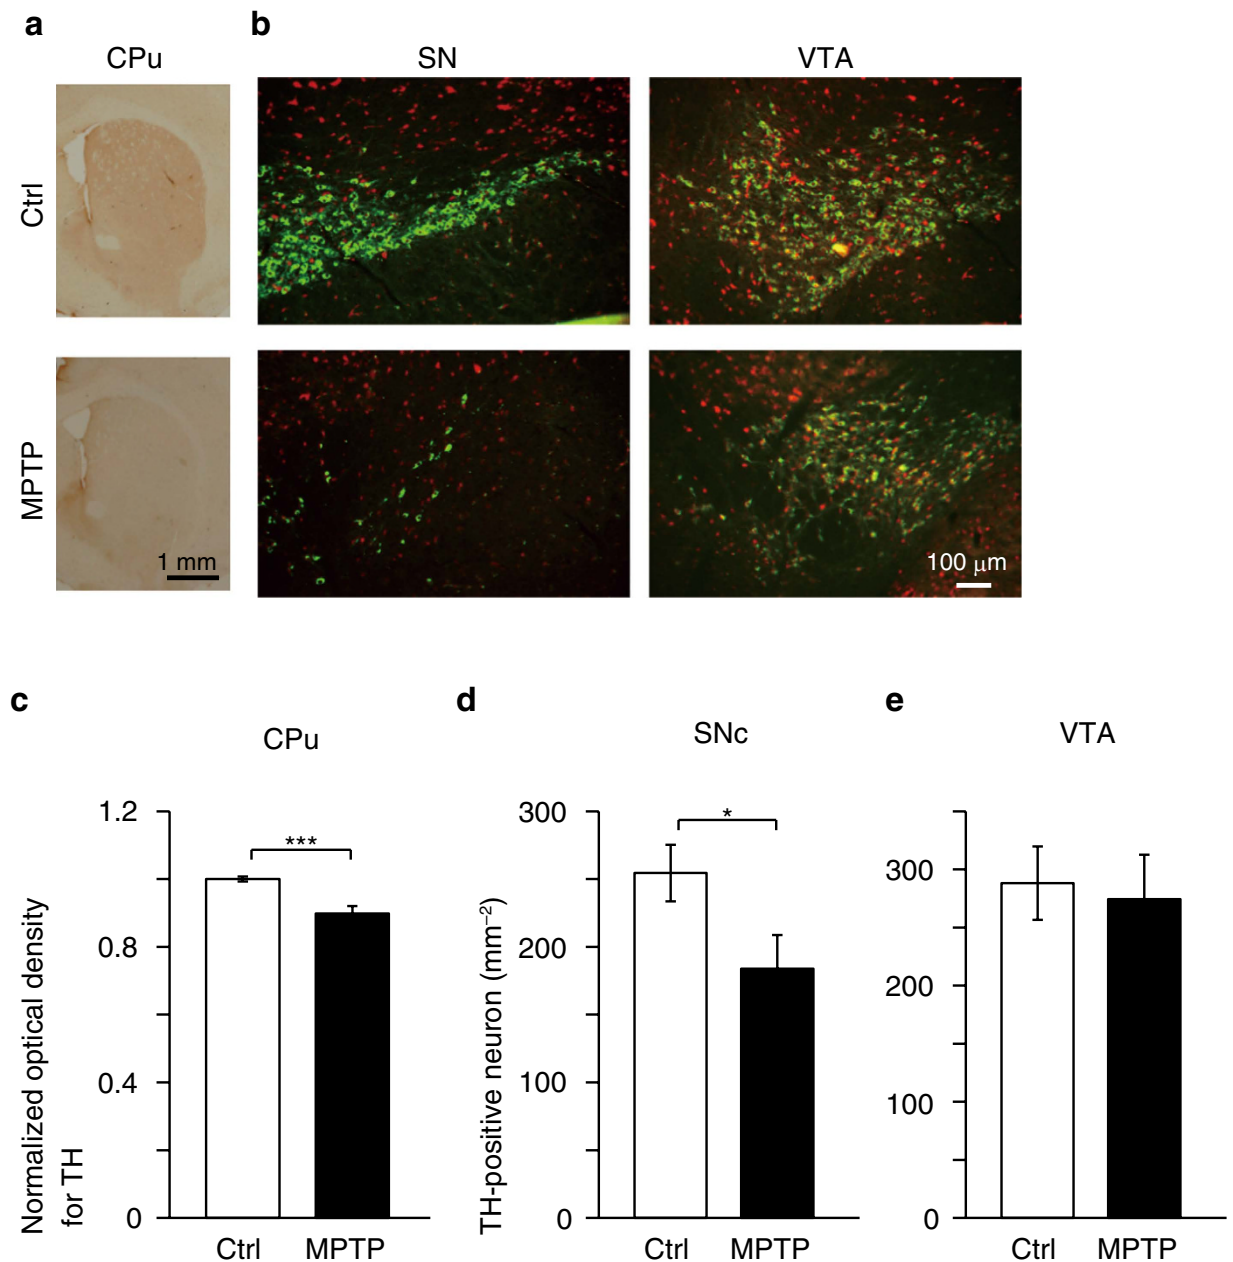 a
b
CPu
SN
VTA
Ctrl
MPTP
1 mm
100 μm
c
d
e
CPu
SNc
VTA
Normalized optical density
for TH
1.2
0.8
0.4
0
***
Ctrl
MPTP
TH-positive neuron (mm⁻²)
300
200
100
0
*
Ctrl
MPTP
300
200
100
0
Ctrl
MPTP